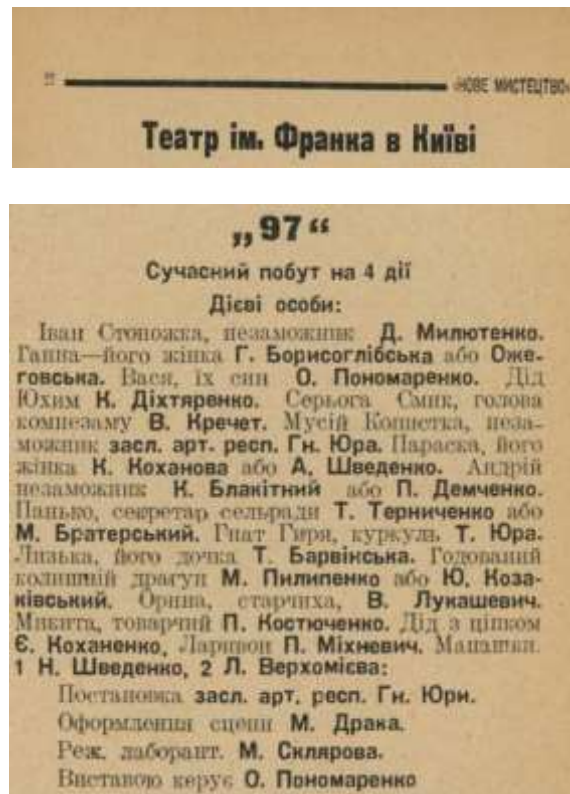 «НОВЕ МИСТЕЦТВО»
Театр ім. Франка в Київі
„97“
Сучасний побут на 4 дії
Дієві особи:
Іван Стоножка, незаможник Д. Милютенко.
Ганна—його жінка Г. Борисоглібська або Оже-
говська. Вася, їх син О. Пономаренко. Дід
Юхим К. Діхтяренко. Серьога Смик, голова
комнезаму В. Кречет. Мусій Копистка, неза-
можник засл. арт. респ. Гн. Юра. Параска, його
жінка К. Коханова або А. Шведенко. Андрій
незаможник К. Блакітний або П. Демченко.
Панько, секретар сельради Т. Терниченко або
М. Братерський. Гнат Гиря, куркуль Т. Юра.
Лизька, його дочка Т. Барвінська. Годований
колишній драгун М. Пилипенко або Ю. Коза-
ківський. Орина, старчиха, В. Лукашевич.
Микита, товарчий П. Костюченко. Дід з ціпком
Є. Коханенко, Ларивон П. Міхневич. Манашки
1 Н. Шведенко, 2 Л. Верхомієва:
Постановка засл. арт. респ. Гн. Юри.
Оформлення сцени М. Драка.
Реж. лаборант. М. Склярова.
Виставою керує О. Пономаренко